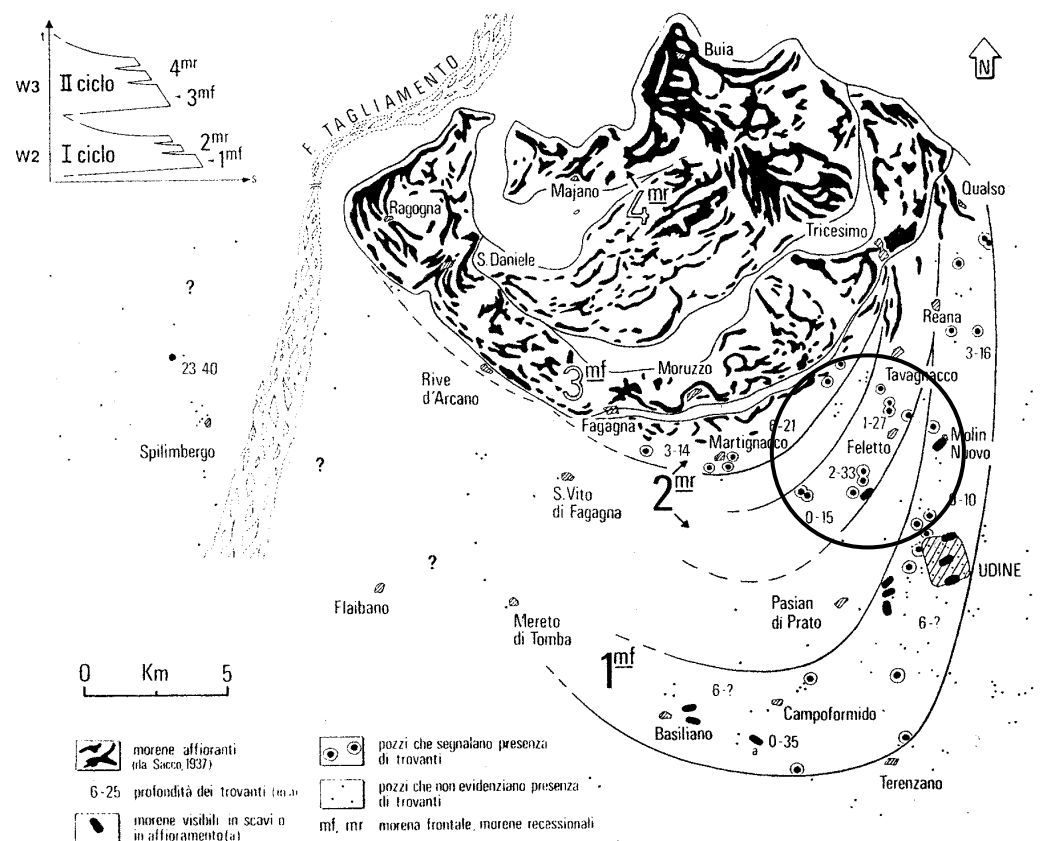 t
W3 II ciclo 4mr
3mf
W2 I ciclo 2mr
1mf
s
F. TAGLIAMENTO
Buia
N
Ragogna
Majano
4mr
Qualso
Tricesimo
S. Daniele
?
Reana
23 40
3-16
Rive
d'Arcano
3mf
Moruzzo
Tavagnacco
Fagagna
6-21
1-27
Spilimbergo
3-14
Martignacco
Feletto
Molin
Nuovo
?
2mr
2-33
S. Vito
di Fagagna
0-15
0-10
?
UDINE
Flaibano
Mereto
di Tomba
Pasian
di Prato
6-?
1mf
0 Km 5
6-?
Campoformido
Basiliano
a
0-35
Terenzano
morene affioranti
(da Sacco, 1937)
pozzi che segnalano presenza
di trovanti
6-25 profondità dei trovanti
pozzi che non evidenziano presenza
di trovanti
morene visibili in scavi o
in affioramento(a)
mf, mr morena frontale, morene recessionali